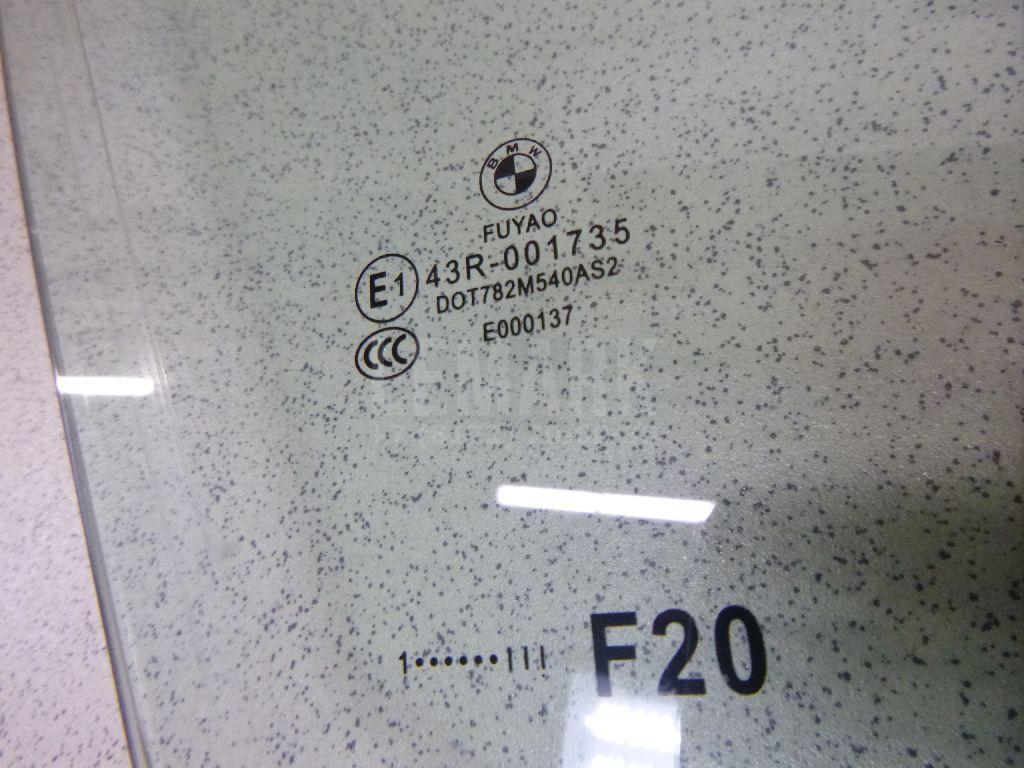 BMW
FUYAO
E1 43R-001735
DOT782M540AS2
E000137
CCC
1••••••III
F20